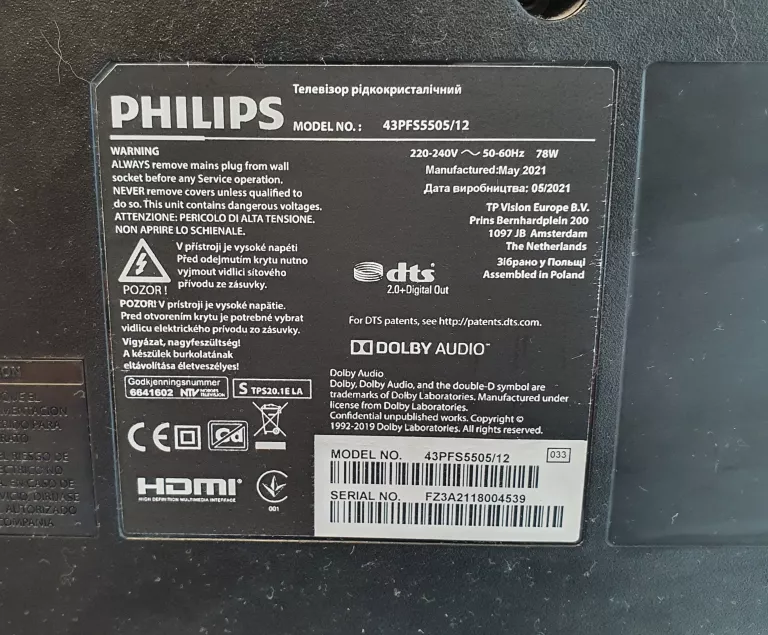 Телевізор рідкокристалічний
PHILIPS
MODEL NO.: 43PFS5505/12
WARNING
ALWAYS remove mains plug from wall
socket before any Service operation.
NEVER remove covers unless qualified to
do so. This unit contains dangerous voltages.
ATTENZIONE: PERICOLO DI ALTA TENSIONE.
NON APRIRE LO SCHIENALE.
V přístroji je vysoké napětí
Před odejmutím krytu nutno
vyjmout vidlici síťového
přívodu ze zásuvky.
POZOR!
POZOR! V prístroji je vysoké napätie.
Pred otvorením krytu je potrebné vybrat
vidlicu elektrického prívodu zo zásuvky.
Vigyázat, nagyfeszültség!
A készülek burkolatának
eltávolítása életveszélyes!
Godkjenningsnummer
6641602 NTV NORGES TELEVISION
S TPS20.1E LA
CE
HDMI®
HIGH DEFINITION MULTIMEDIA INTERFACE
001
220-240V ~ 50-60Hz 78W
Manufactured:May 2021
Дата виробництва: 05/2021
TP Vision Europe B.V.
Prins Bernhardplein 200
1097 JB Amsterdam
The Netherlands
Зібрано у Польщі
Assembled in Poland
dts
2.0+Digital Out
For DTS patents, see http://patents.dts.com.
DOLBY AUDIO™
Dolby Audio
Dolby, Dolby Audio, and the double-D symbol are
trademarks of Dolby Laboratories. Manufactured under
license from Dolby Laboratories.
Confidential unpublished works. Copyright ©
1992-2019 Dolby Laboratories. All rights reserved.
MODEL NO. 43PFS5505/12 033
SERIAL NO. FZ3A2118004539